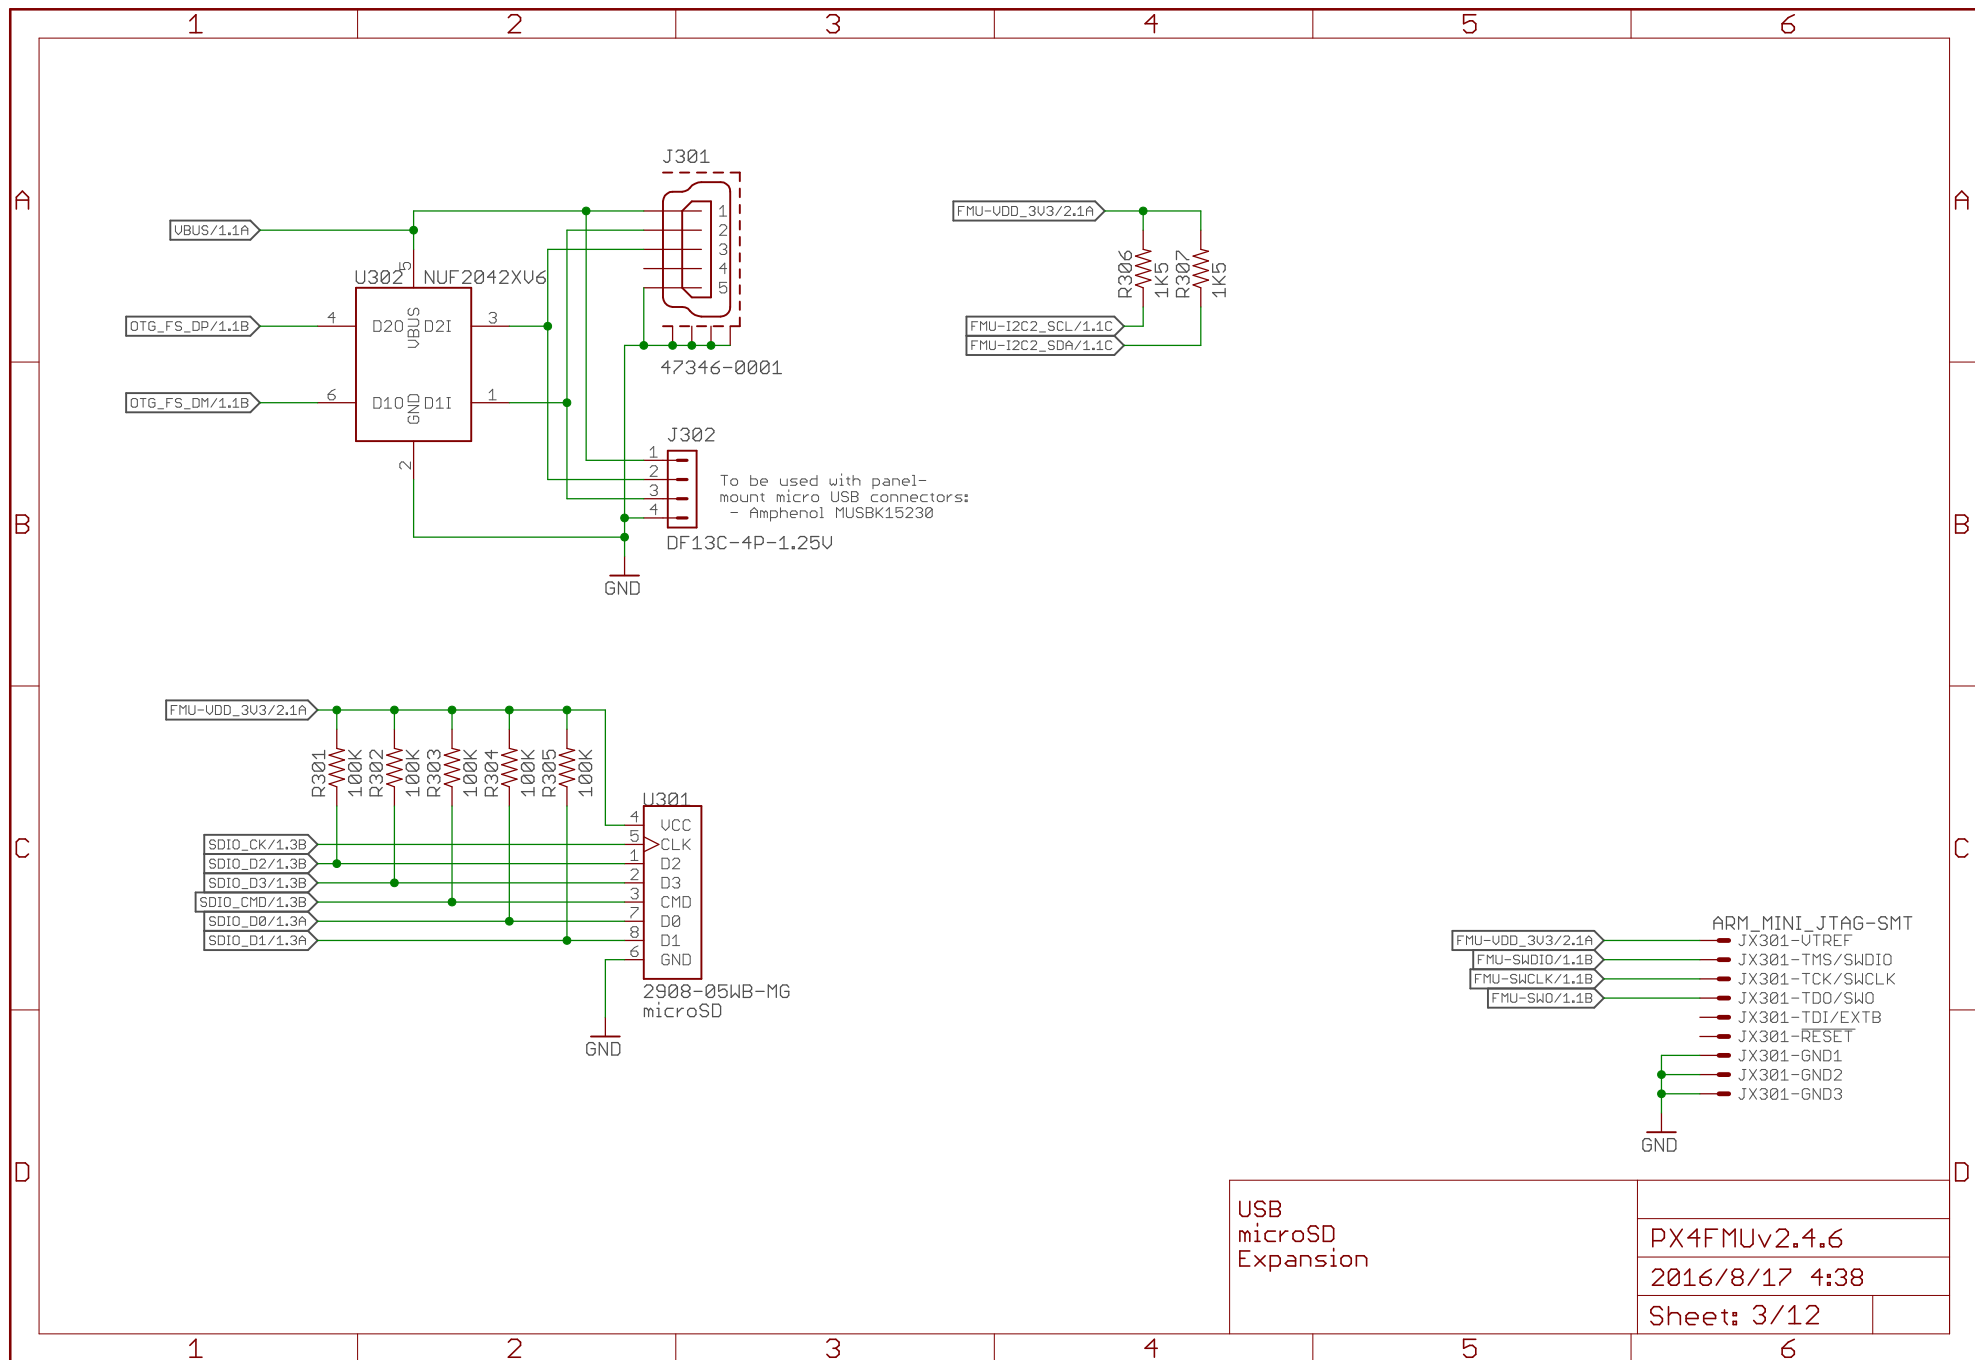 1 2 3 4 5 6
A A
J301
VBUS/1.1A
1
2
3
4
5
47346-0001
U302 NUF2042XV6
5
OTG_FS_DP/1.1B 4 D2O VBUS D2I 3
OTG_FS_DM/1.1B 6 D1O GND D1I 1
2
FMU-VDD_3V3/2.1A
R306 1K5 R307 1K5
FMU-I2C2_SCL/1.1C
FMU-I2C2_SDA/1.1C
B B
J302
1
2
3
4
To be used with panel-
mount micro USB connectors:
- Amphenol MUSBK15230
DF13C-4P-1.25V
GND
FMU-VDD_3V3/2.1A
R301 100K R302 100K R303 100K R304 100K R305 100K
C C
U301
4 VCC
SDIO_CK/1.3B 5 CLK
SDIO_D2/1.3B 1 D2
SDIO_D3/1.3B 2 D3
SDIO_CMD/1.3B 3 CMD
SDIO_D0/1.3A 7 D0
SDIO_D1/1.3A 8 D1
6 GND
2908-05WB-MG
microSD
GND
ARM_MINI_JTAG-SMT
FMU-VDD_3V3/2.1A JX301-VTREF
FMU-SWDIO/1.1B JX301-TMS/SWDIO
FMU-SWCLK/1.1B JX301-TCK/SWCLK
FMU-SWO/1.1B JX301-TDO/SWO
JX301-TDI/EXTB
JX301-RESET
JX301-GND1
JX301-GND2
JX301-GND3
GND
D D
USB
microSD
Expansion
PX4FMUv2.4.6
2016/8/17 4:38
Sheet: 3/12
1 2 3 4 5 6